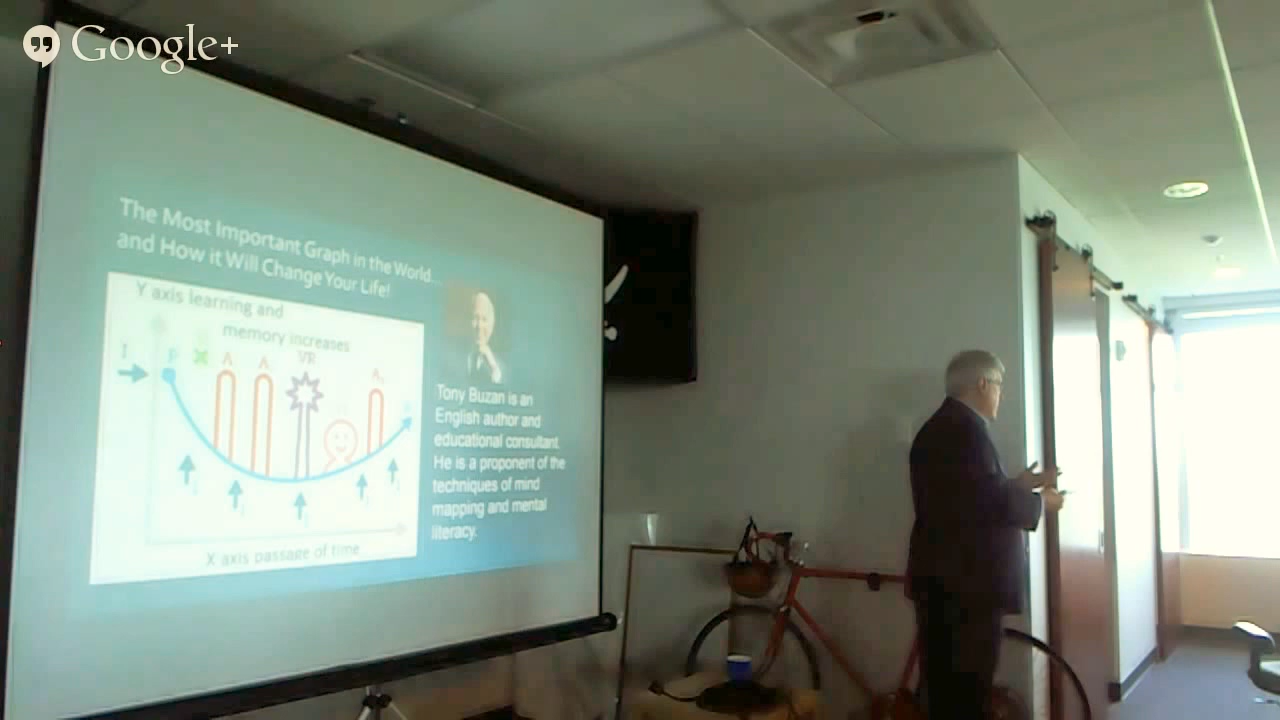 Google+
The Most Important Graph in the World...
and How it Will Change Your Life!
Y axis learning and
memory increases
I
P
A
A
VR
A
X axis passage of time
Tony Buzan is an
English author and
educational consultant.
He is a proponent of the
techniques of mind
mapping and mental
literacy.